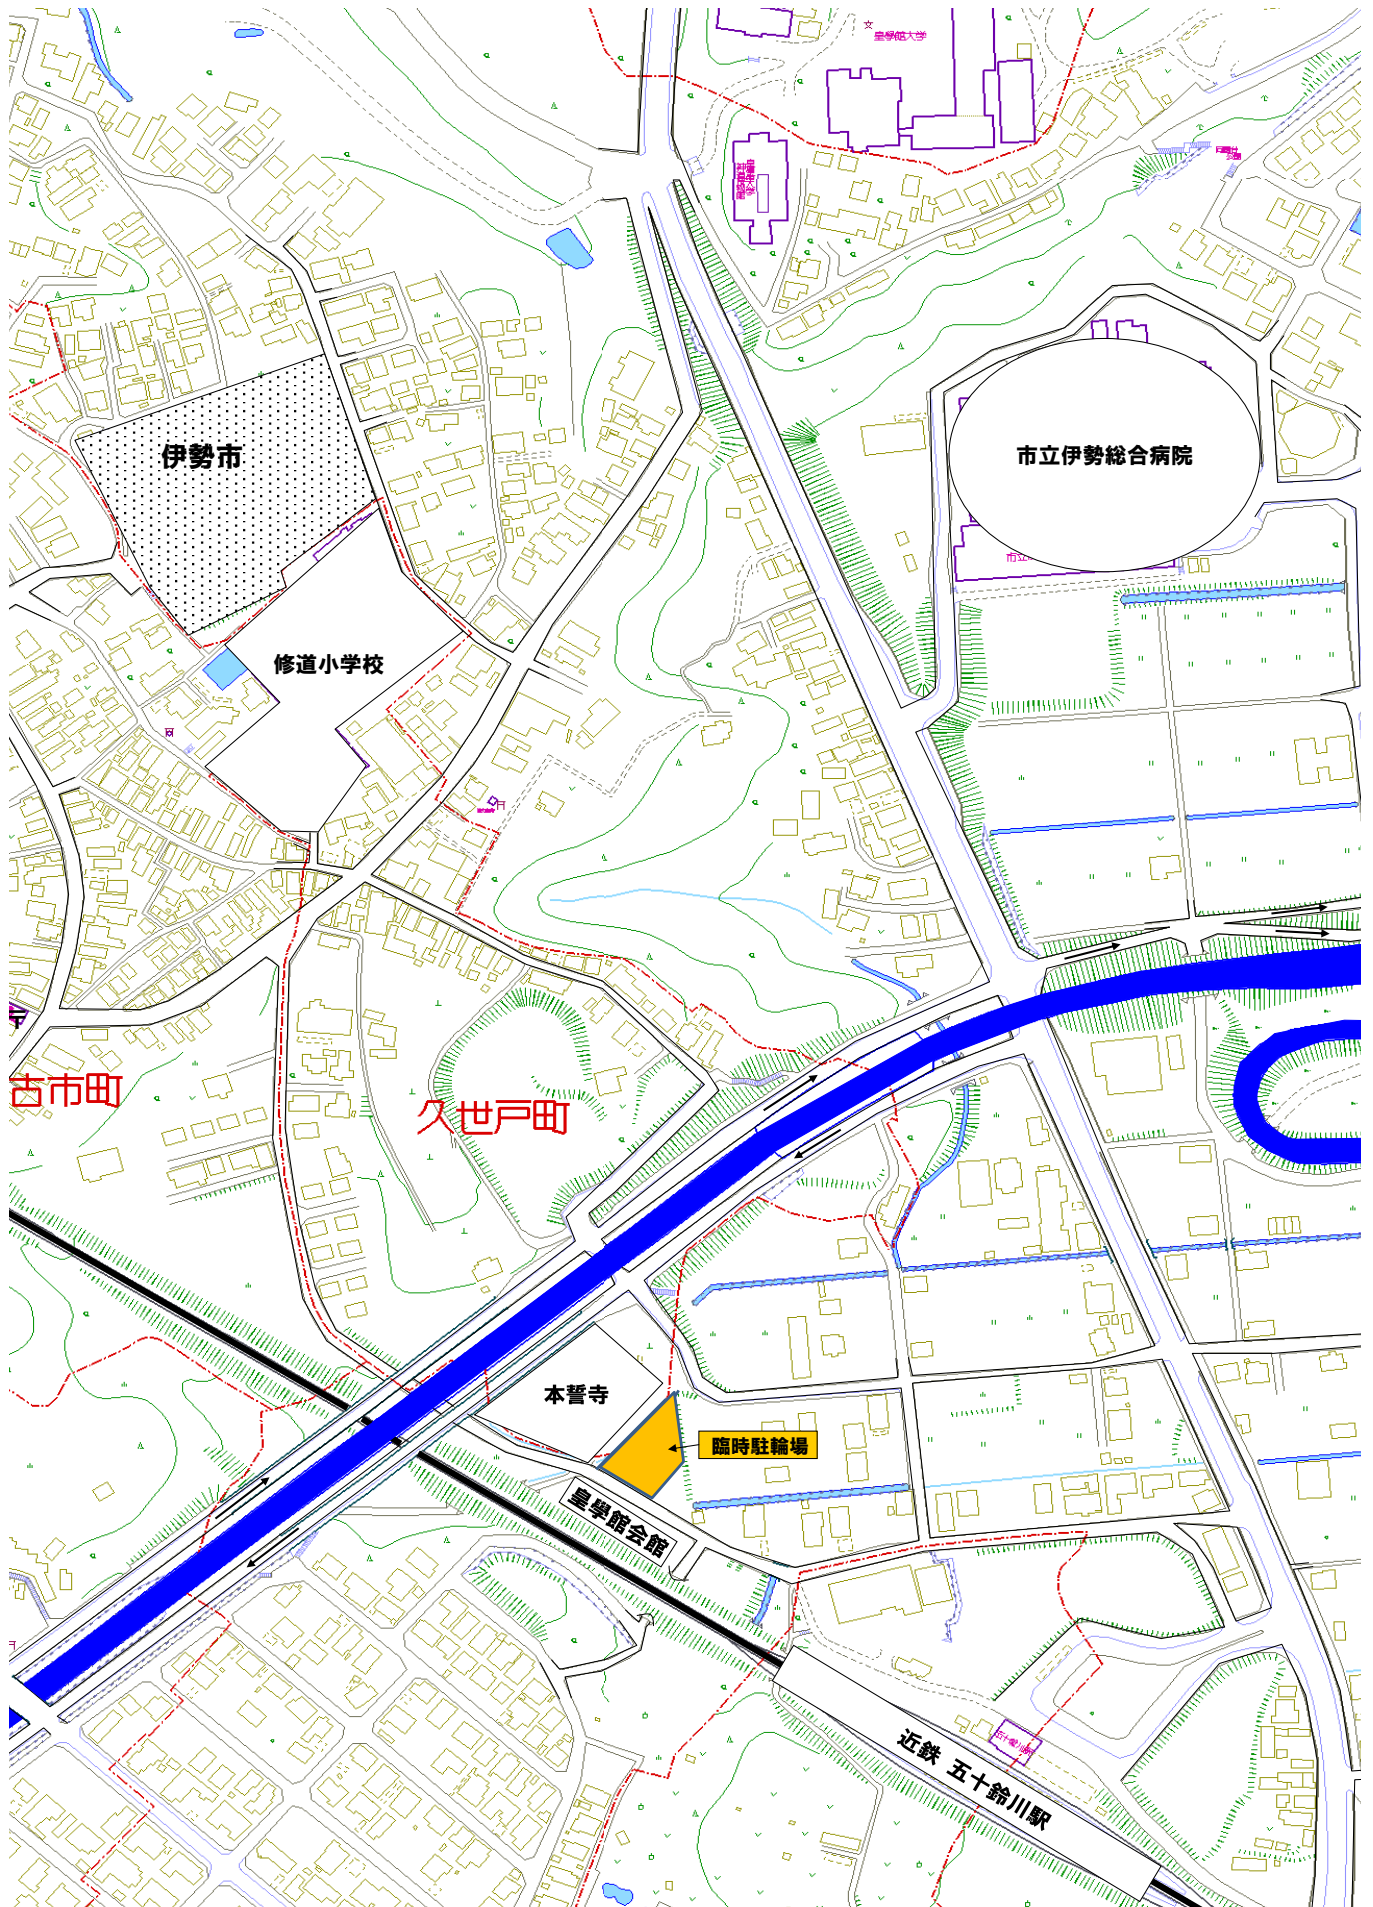 皇學館大学
伊勢市
市立伊勢総合病院
修道小学校
古市町
久世戸町
本誓寺
臨時駐輪場
皇學館会館
近鉄 五十鈴川駅